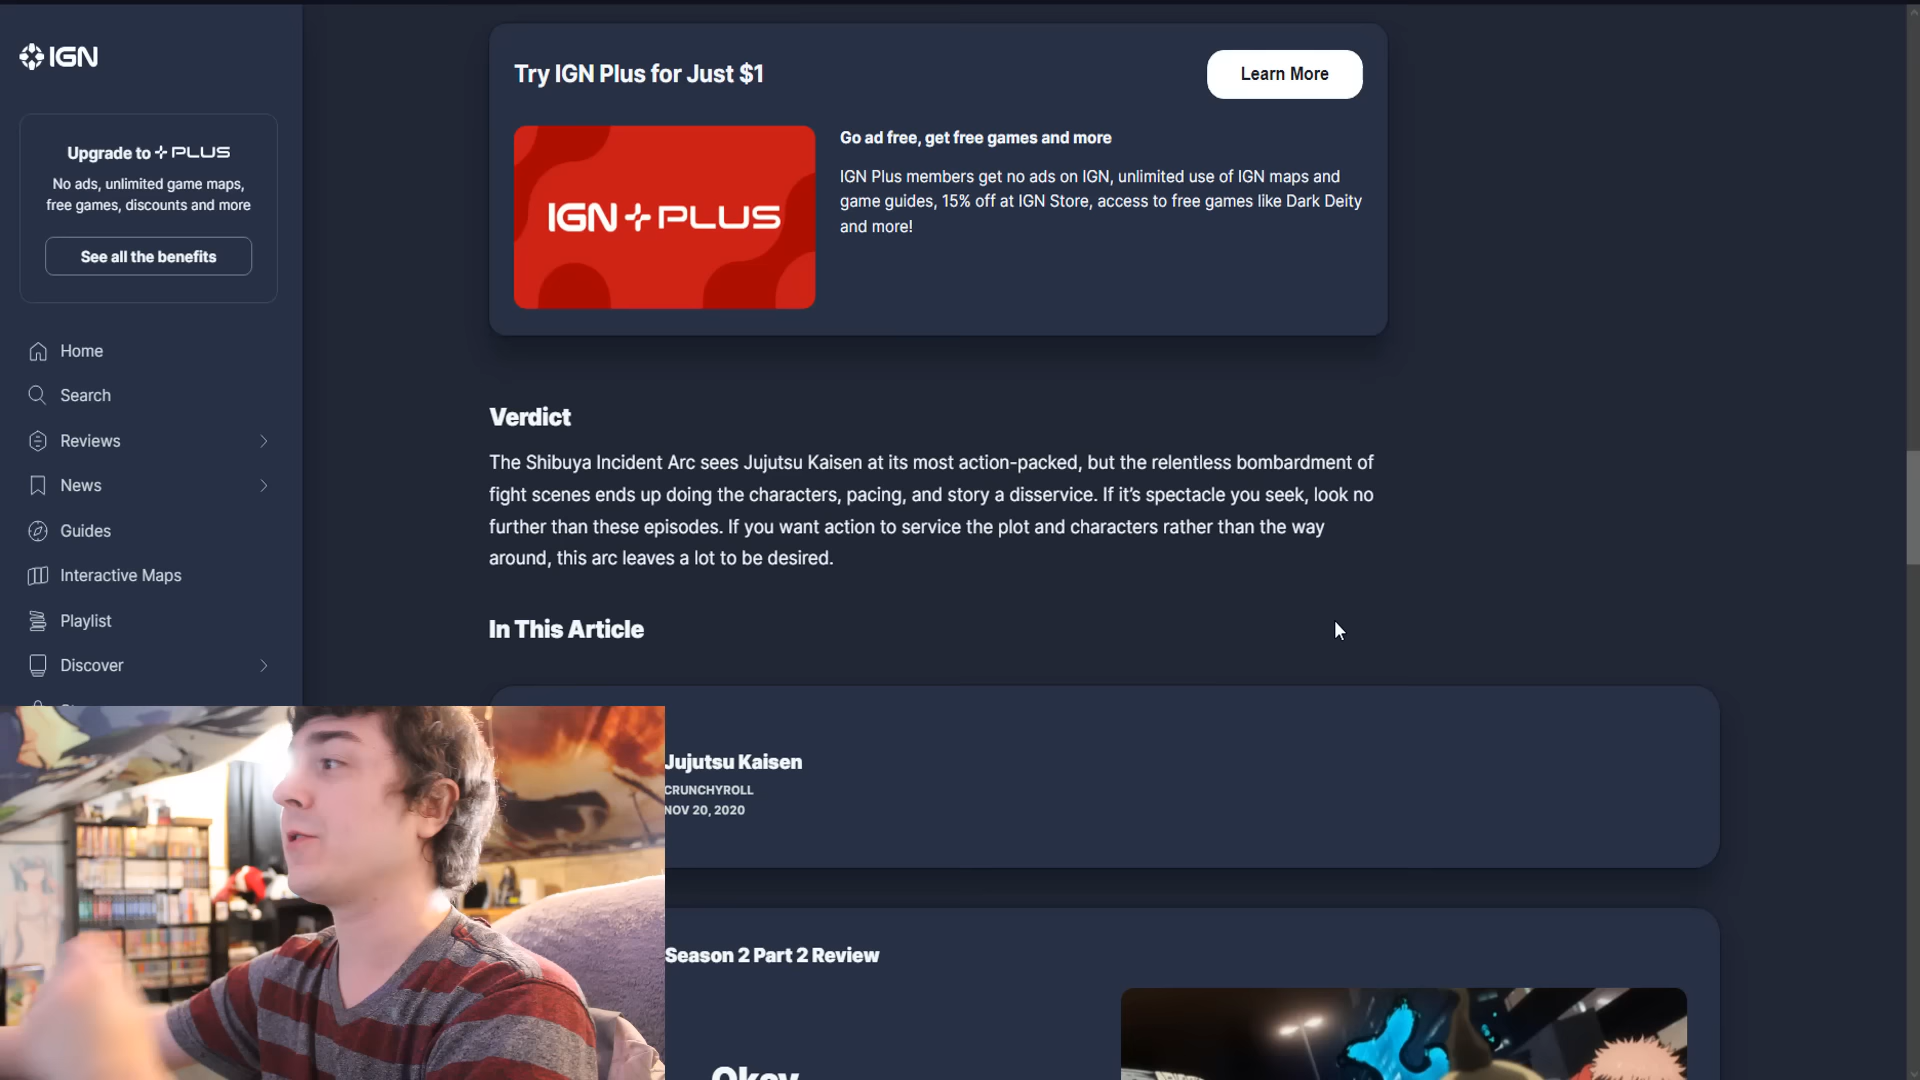 IGN
Upgrade to + PLUS
No ads, unlimited game maps,
free games, discounts and more
See all the benefits
Home
Search
Reviews
News
Guides
Interactive Maps
Playlist
Discover
Try IGN Plus for Just $1
Learn More
IGN+PLUS
Go ad free, get free games and more
IGN Plus members get no ads on IGN, unlimited use of IGN maps and
game guides, 15% off at IGN Store, access to free games like Dark Deity
and more!
Verdict
The Shibuya Incident Arc sees Jujutsu Kaisen at its most action-packed, but the relentless bombardment of
fight scenes ends up doing the characters, pacing, and story a disservice. If it’s spectacle you seek, look no
further than these episodes. If you want action to service the plot and characters rather than the way
around, this arc leaves a lot to be desired.
In This Article
Jujutsu Kaisen
CRUNCHYROLL
NOV 20, 2020
Season 2 Part 2 Review
Okay